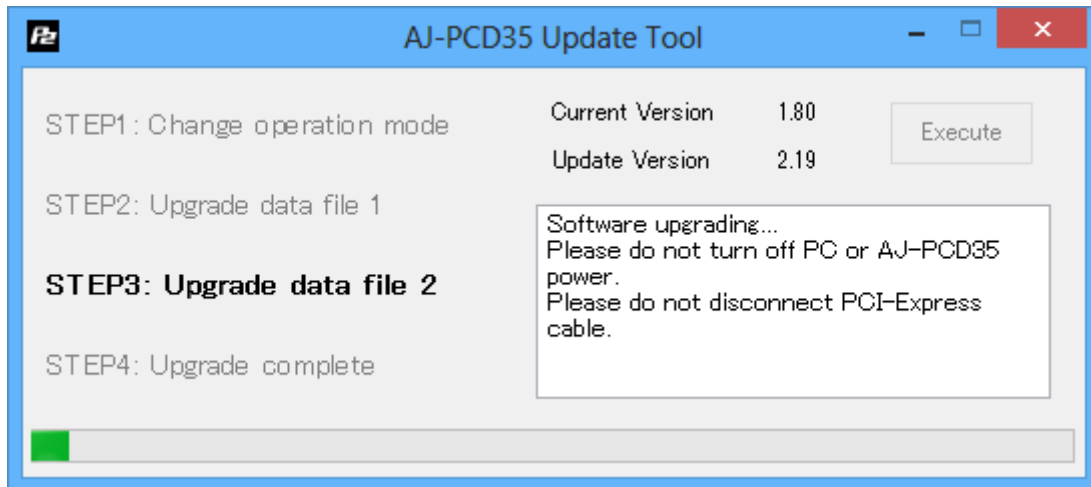 P2
AJ-PCD35 Update Tool
STEP1: Change operation mode
Current Version 1.80
Execute
Update Version 2.19
STEP2: Upgrade data file 1
STEP3: Upgrade data file 2
STEP4: Upgrade complete
Software upgrading...
Please do not turn off PC or AJ-PCD35
power.
Please do not disconnect PCI-Express
cable.